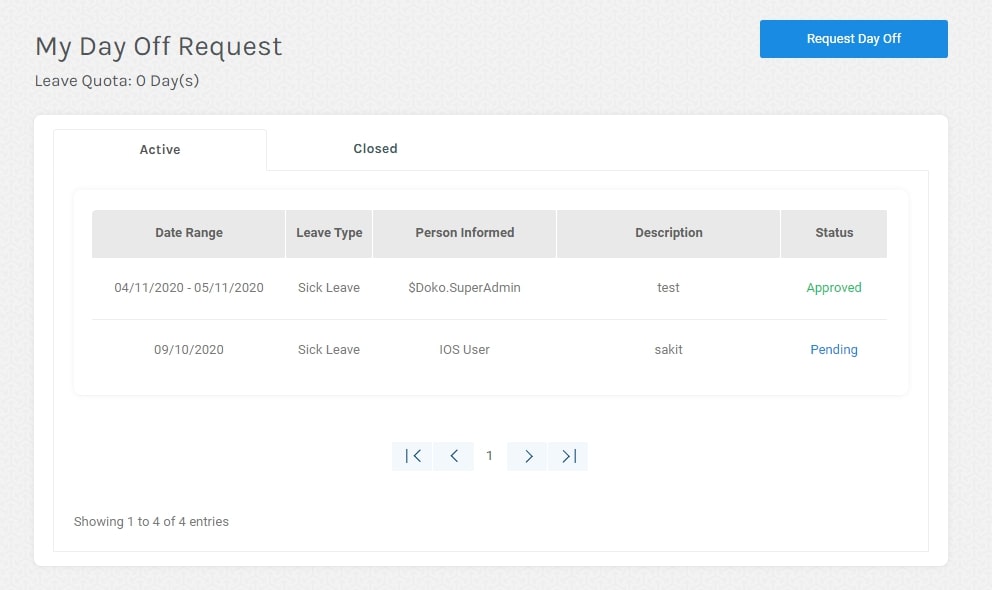 My Day Off Request
Request Day Off
Leave Quota: 0 Day(s)
Active Closed
Date Range Leave Type Person Informed Description Status
04/11/2020 - 05/11/2020 Sick Leave $Doko.SuperAdmin test Approved
09/10/2020 Sick Leave IOS User sakit Pending
1
Showing 1 to 4 of 4 entries